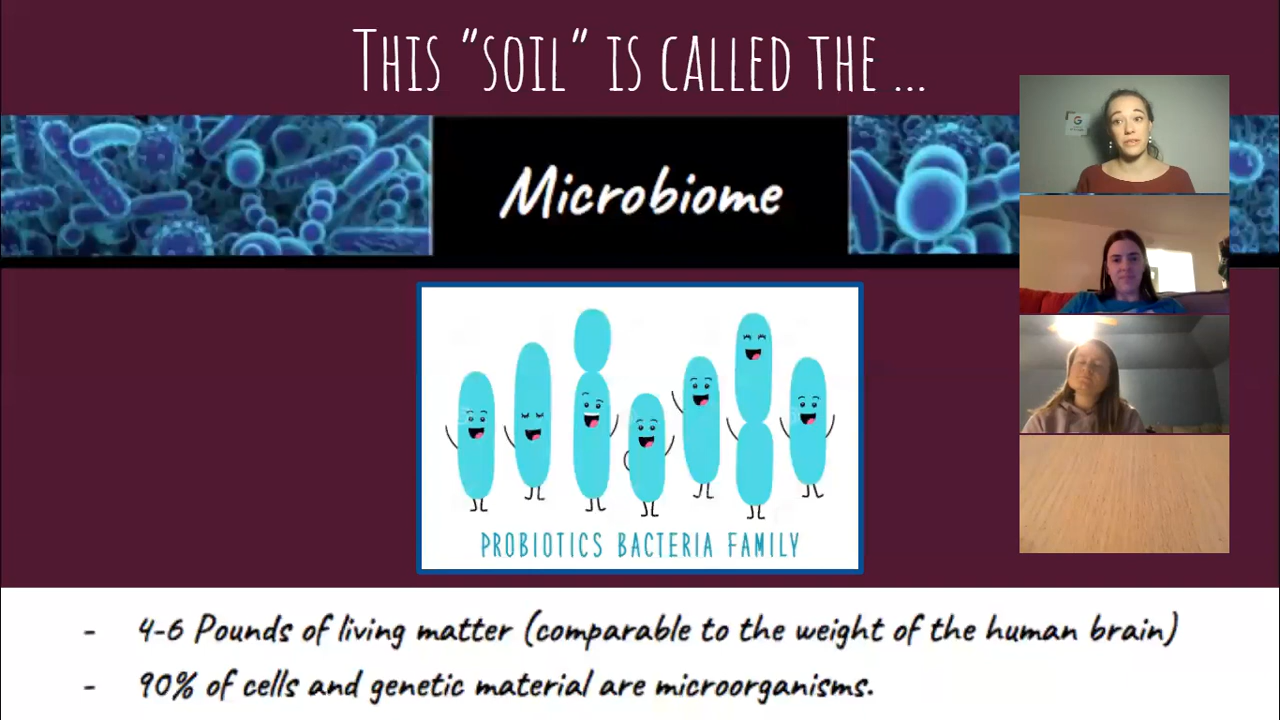 THIS "SOIL" IS CALLED THE ...
Microbiome
PROBIOTICS BACTERIA FAMILY
- 4-6 Pounds of living matter (comparable to the weight of the human brain)
- 90% of cells and genetic material are microorganisms.